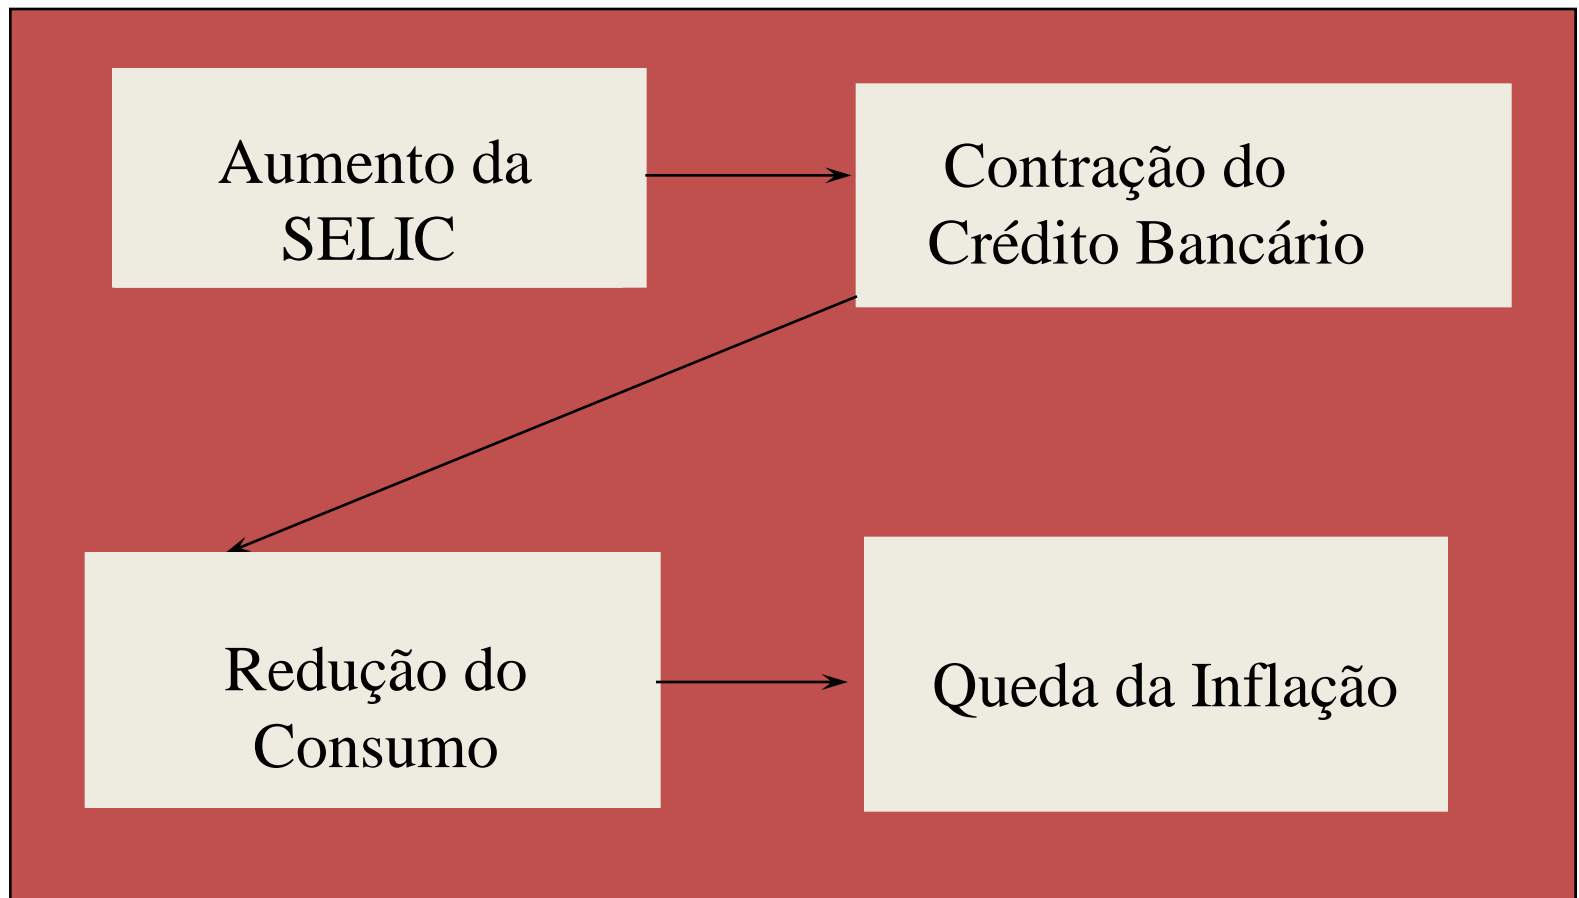 Aumento da
SELIC
Contração do
Crédito Bancário
Redução do
Consumo
Queda da Inflação